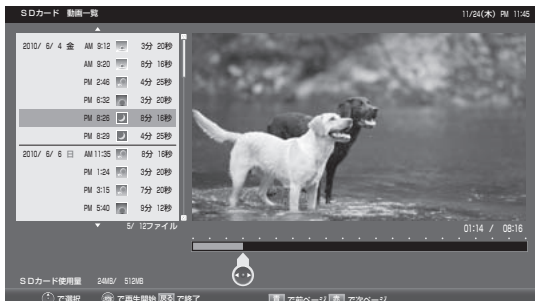 SDカード 動画一覧
11/24(木) PM 11:45
2010/ 6/ 4 金 AM 9:12 3分 20秒
AM 9:20 8分 16秒
PM 2:46 4分 25秒
PM 6:32 3分 20秒
PM 8:26 8分 16秒
PM 8:29 4分 25秒
2010/ 6/ 6 日 AM 11:35 8分 16秒
PM 1:24 3分 20秒
PM 3:15 7分 20秒
PM 5:40 9分 12秒
5/ 12ファイル
01:14 / 08:16
SDカード使用量 24MB/ 512MB
で選択 で再生開始 戻る で終了 青 で前ページ 赤 で次ページ